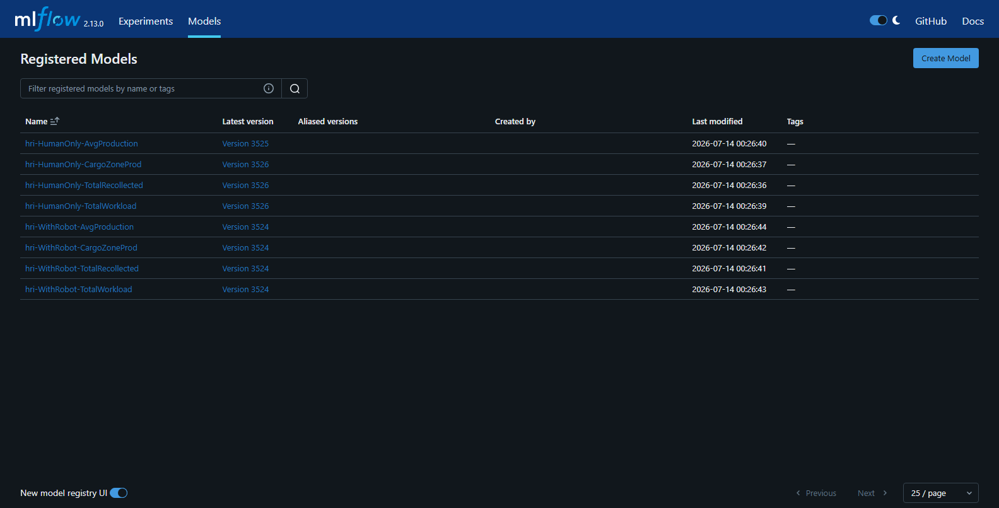 mlflow 2.13.0 Experiments Models GitHub Docs
Registered Models Create Model
Filter registered models by name or tags
Name Latest version Aliased versions Created by Last modified Tags
hri-HumanOnly-AvgProduction Version 3525 2026-07-14 00:26:40 —
hri-HumanOnly-CargoZoneProd Version 3526 2026-07-14 00:26:37 —
hri-HumanOnly-TotalRecollected Version 3526 2026-07-14 00:26:36 —
hri-HumanOnly-TotalWorkload Version 3526 2026-07-14 00:26:39 —
hri-WithRobot-AvgProduction Version 3524 2026-07-14 00:26:44 —
hri-WithRobot-CargoZoneProd Version 3524 2026-07-14 00:26:42 —
hri-WithRobot-TotalRecollected Version 3524 2026-07-14 00:26:41 —
hri-WithRobot-TotalWorkload Version 3524 2026-07-14 00:26:43 —
New model registry UI Previous Next 25 / page